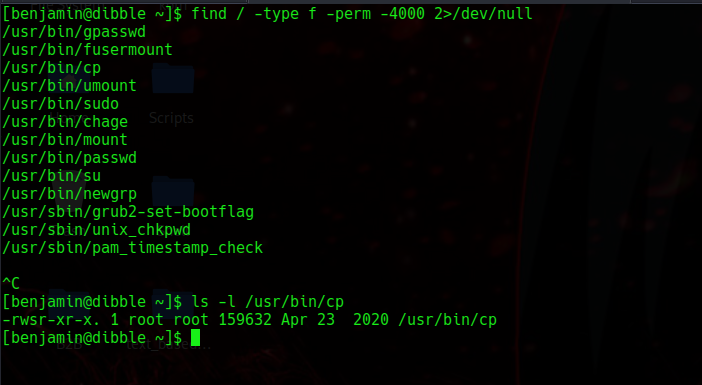 [benjamin@dibble ~]$ find / -type f -perm -4000 2>/dev/null
/usr/bin/gpasswd
/usr/bin/fusermount
/usr/bin/cp
/usr/bin/umount
/usr/bin/sudo
/usr/bin/chage
Scripts
/usr/bin/mount
/usr/bin/passwd
/usr/bin/su
/usr/bin/newgrp
/usr/sbin/grub2-set-bootflag
/usr/sbin/unix_chkpwd
/usr/sbin/pam_timestamp_check
^C
[benjamin@dibble ~]$ ls -l /usr/bin/cp
-rwsr-xr-x. 1 root root 159632 Apr 23  2020 /usr/bin/cp
[benjamin@dibble ~]$